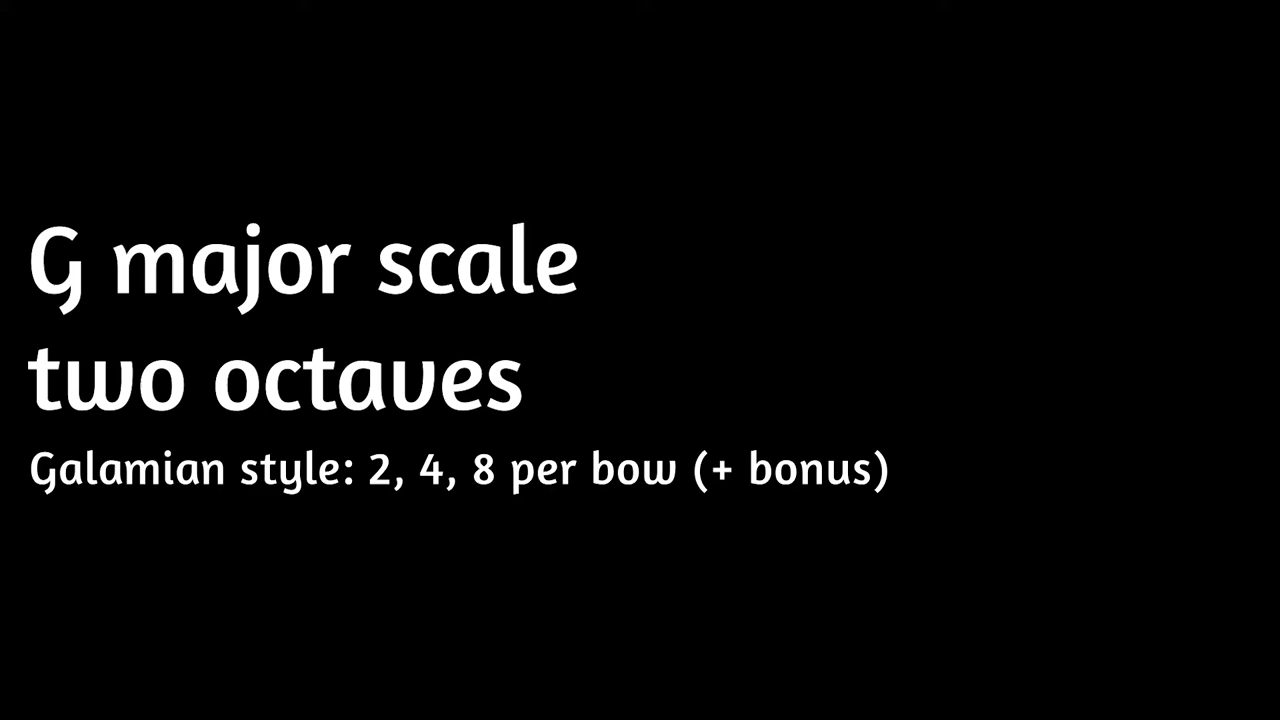 G major scale
two octaves
Galamian style: 2, 4, 8 per bow (+ bonus)